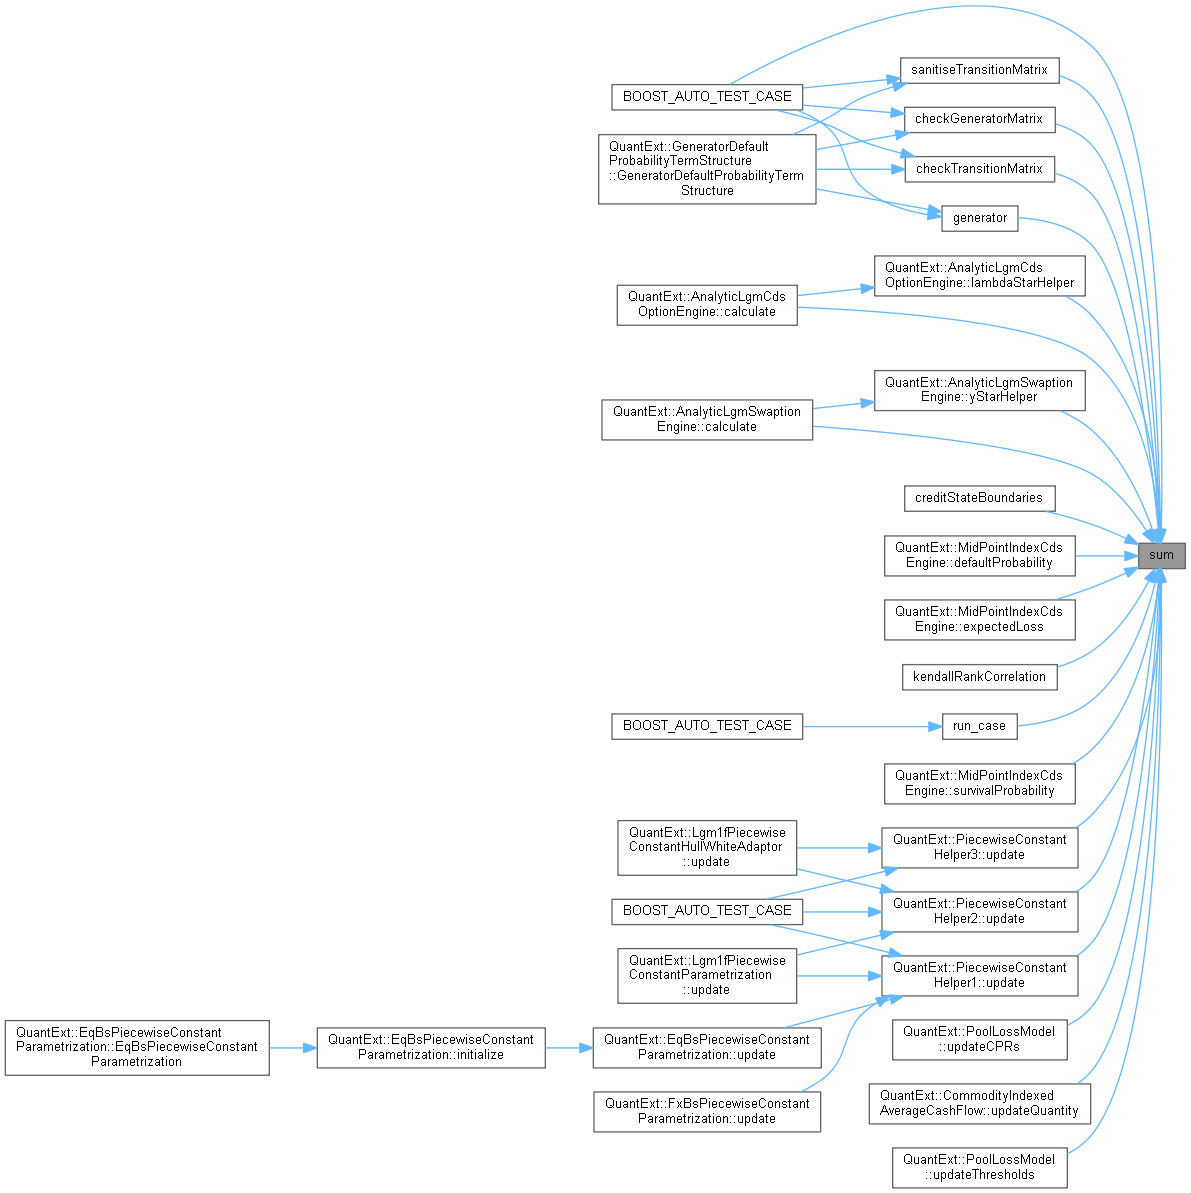 sanitiseTransitionMatrix
BOOST_AUTO_TEST_CASE
checkGeneratorMatrix
QuantExt::GeneratorDefault
ProbabilityTermStructure
::GeneratorDefaultProbabilityTerm
Structure
checkTransitionMatrix
generator
QuantExt::AnalyticLgmCds
OptionEngine::lambdaStarHelper
QuantExt::AnalyticLgmCds
OptionEngine::calculate
QuantExt::AnalyticLgmSwaption
Engine::yStarHelper
QuantExt::AnalyticLgmSwaption
Engine::calculate
creditStateBoundaries
QuantExt::MidPointIndexCds
Engine::defaultProbability
sum
QuantExt::MidPointIndexCds
Engine::expectedLoss
kendallRankCorrelation
BOOST_AUTO_TEST_CASE
run_case
QuantExt::MidPointIndexCds
Engine::survivalProbability
QuantExt::Lgm1fPiecewise
ConstantHullWhiteAdaptor
::update
QuantExt::PiecewiseConstant
Helper3::update
BOOST_AUTO_TEST_CASE
QuantExt::PiecewiseConstant
Helper2::update
QuantExt::Lgm1fPiecewise
ConstantParametrization
::update
QuantExt::PiecewiseConstant
Helper1::update
QuantExt::EqBsPiecewiseConstant
Parametrization::EqBsPiecewiseConstant
Parametrization
QuantExt::EqBsPiecewiseConstant
Parametrization::initialize
QuantExt::EqBsPiecewiseConstant
Parametrization::update
QuantExt::PoolLossModel
::updateCPRs
QuantExt::FxBsPiecewiseConstant
Parametrization::update
QuantExt::CommodityIndexed
AverageCashFlow::updateQuantity
QuantExt::PoolLossModel
::updateThresholds